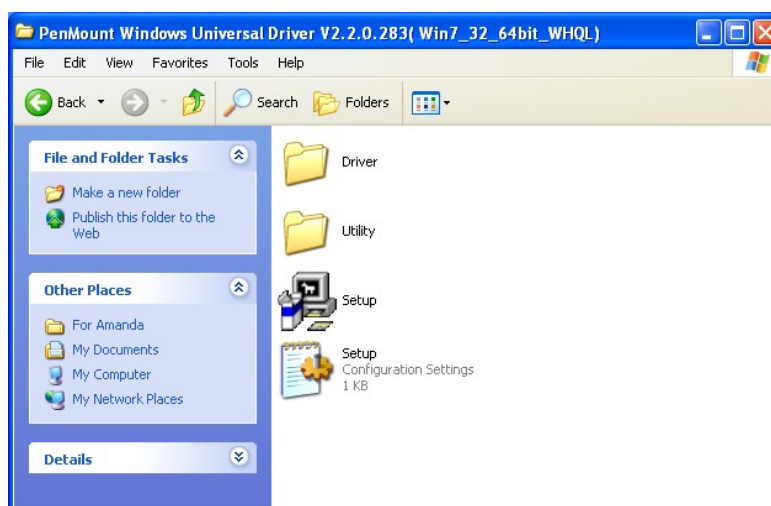 PenMount Windows Universal Driver V2.2.0.283( Win7_32_64bit_WHQL)
File Edit View Favorites Tools Help
Back Search Folders
File and Folder Tasks
Make a new folder
Publish this folder to the
Web
Other Places
For Amanda
My Documents
My Computer
My Network Places
Details
Driver
Utility
Setup
Setup
Configuration Settings
1 KB